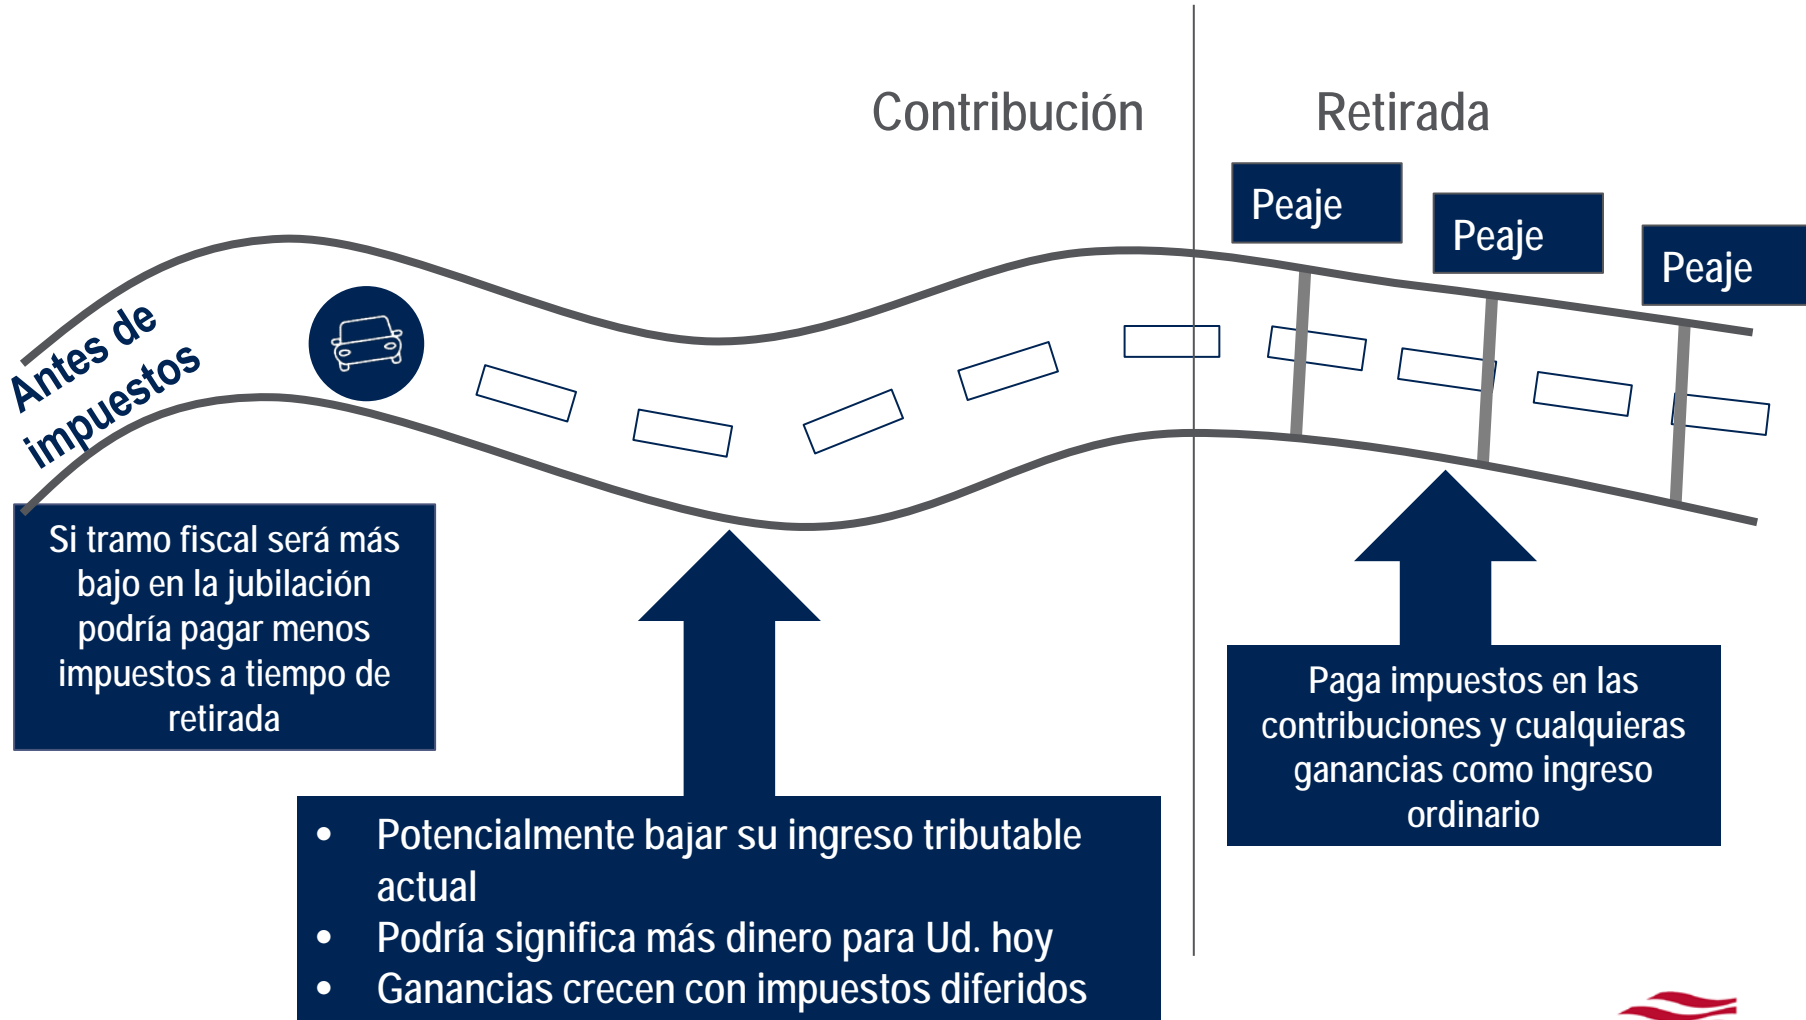 Contribución
Retirada
Peaje
Peaje
Peaje
Antes de
impuestos
Si tramo fiscal será más
bajo en la jubilación
podría pagar menos
impuestos a tiempo de
retirada
Paga impuestos en las
contribuciones y cualquieras
ganancias como ingreso
ordinario
• Potencialmente bajar su ingreso tributable
actual
• Podría significa más dinero para Ud. hoy
• Ganancias crecen con impuestos diferidos